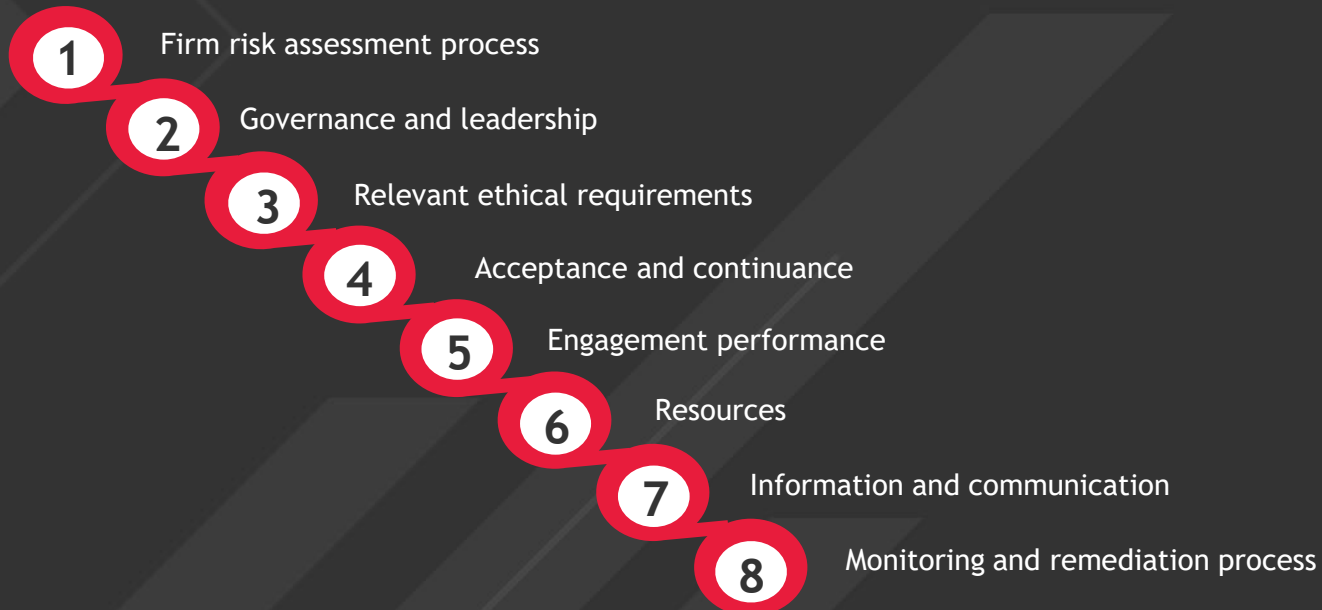 1 Firm risk assessment process
2 Governance and leadership
3 Relevant ethical requirements
4 Acceptance and continuance
5 Engagement performance
6 Resources
7 Information and communication
8 Monitoring and remediation process